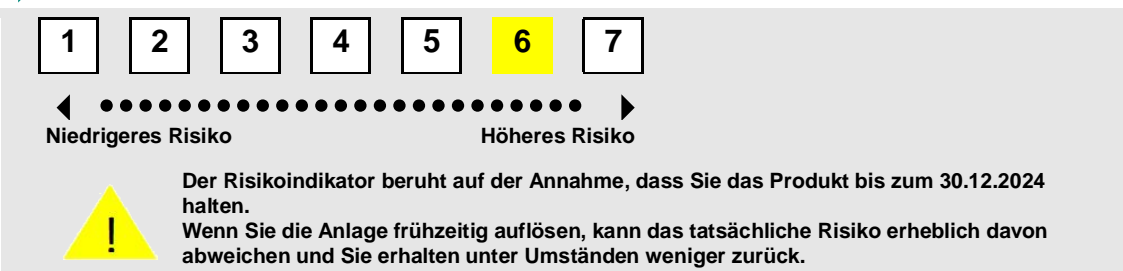 1 2 3 4 5 6 7
Niedrigeres Risiko Höheres Risiko
Der Risikoindikator beruht auf der Annahme, dass Sie das Produkt bis zum 30.12.2024
halten.
! Wenn Sie die Anlage frühzeitig auflösen, kann das tatsächliche Risiko erheblich davon
abweichen und Sie erhalten unter Umständen weniger zurück.